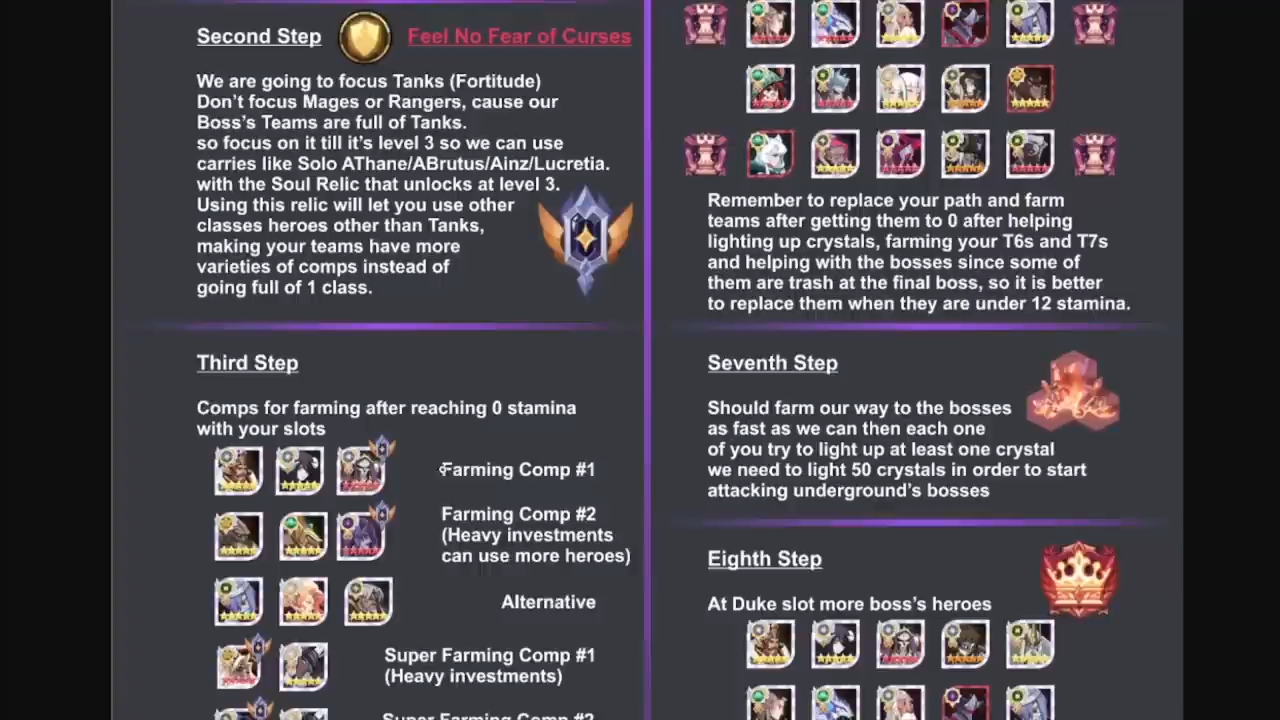 Second Step
Feel No Fear of Curses
We are going to focus Tanks (Fortitude)
Don't focus Mages or Rangers, cause our
Boss's Teams are full of Tanks.
so focus on it till it's level 3 so we can use
carries like Solo AThane/ABrutus/Ainz/Lucretia.
with the Soul Relic that unlocks at level 3.
Using this relic will let you use other
classes heroes other than Tanks,
making your teams have more
varieties of comps instead of
going full of 1 class.
Third Step
Comps for farming after reaching 0 stamina
with your slots
Farming Comp #1
Farming Comp #2
(Heavy investments
can use more heroes)
Alternative
Super Farming Comp #1
(Heavy investments)
Super Farming Comp #2
Remember to replace your path and farm
teams after getting them to 0 after helping
lighting up crystals, farming your T6s and T7s
and helping with the bosses since some of
them are trash at the final boss, so it is better
to replace them when they are under 12 stamina.
Seventh Step
Should farm our way to the bosses
as fast as we can then each one
of you try to light up at least one crystal
we need to light 50 crystals in order to start
attacking underground's bosses
Eighth Step
At Duke slot more boss's heroes